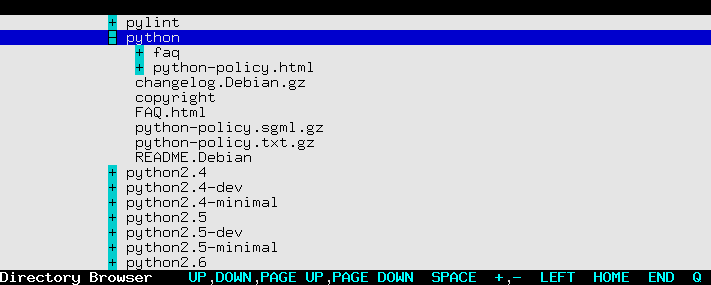 + pylint
- python
+ faq
+ python-policy.html
changelog.Debian.gz
copyright
FAQ.html
python-policy.sgml.gz
python-policy.txt.gz
README.Debian
+ python2.4
+ python2.4-dev
+ python2.4-minimal
+ python2.5
+ python2.5-dev
+ python2.5-minimal
+ python2.6
Directory Browser UP,DOWN,PAGE UP,PAGE DOWN SPACE +,- LEFT HOME END Q